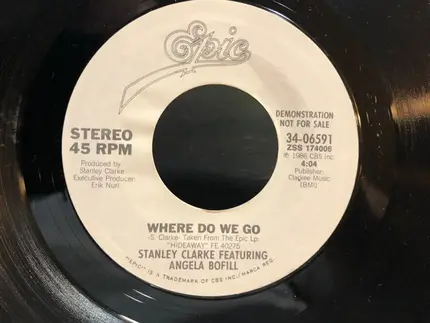 Epic
DEMONSTRATION
NOT FOR SALE
STEREO
45 RPM
34-06591
ZSS 174006
℗ 1986 CBS Inc.
4:04
Publisher:
Clarkee Music
(BMI)
Produced by
Stanley Clarke
Executive Producer:
Erik Nuri
WHERE DO WE GO
-S. Clarke- Taken From The Epic Lp:
"HIDEAWAY" FE 40275
STANLEY CLARKE FEATURING
ANGELA BOFILL
"EPIC" IS A TRADEMARK OF CBS INC./MARCA REG.